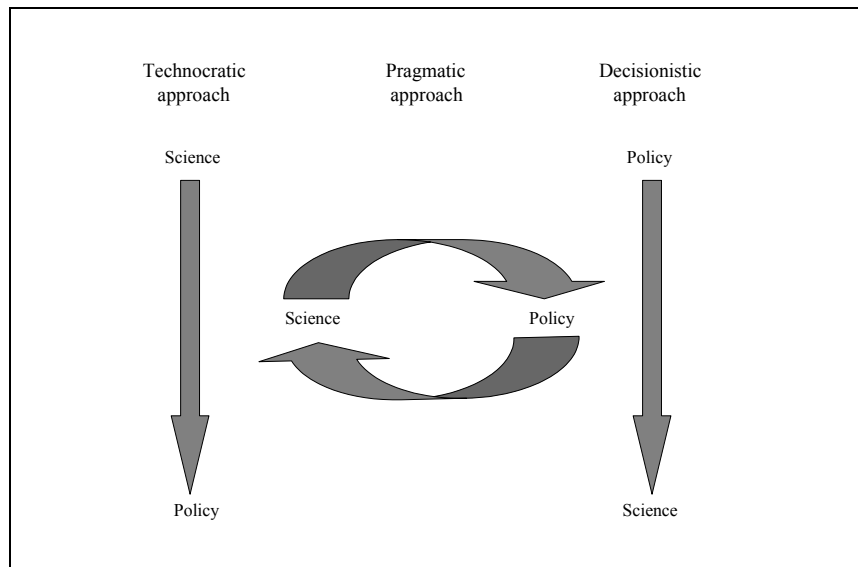 Technocratic
approach
Pragmatic
approach
Decisionistic
approach
Science
Policy
Science
Policy
Policy
Science